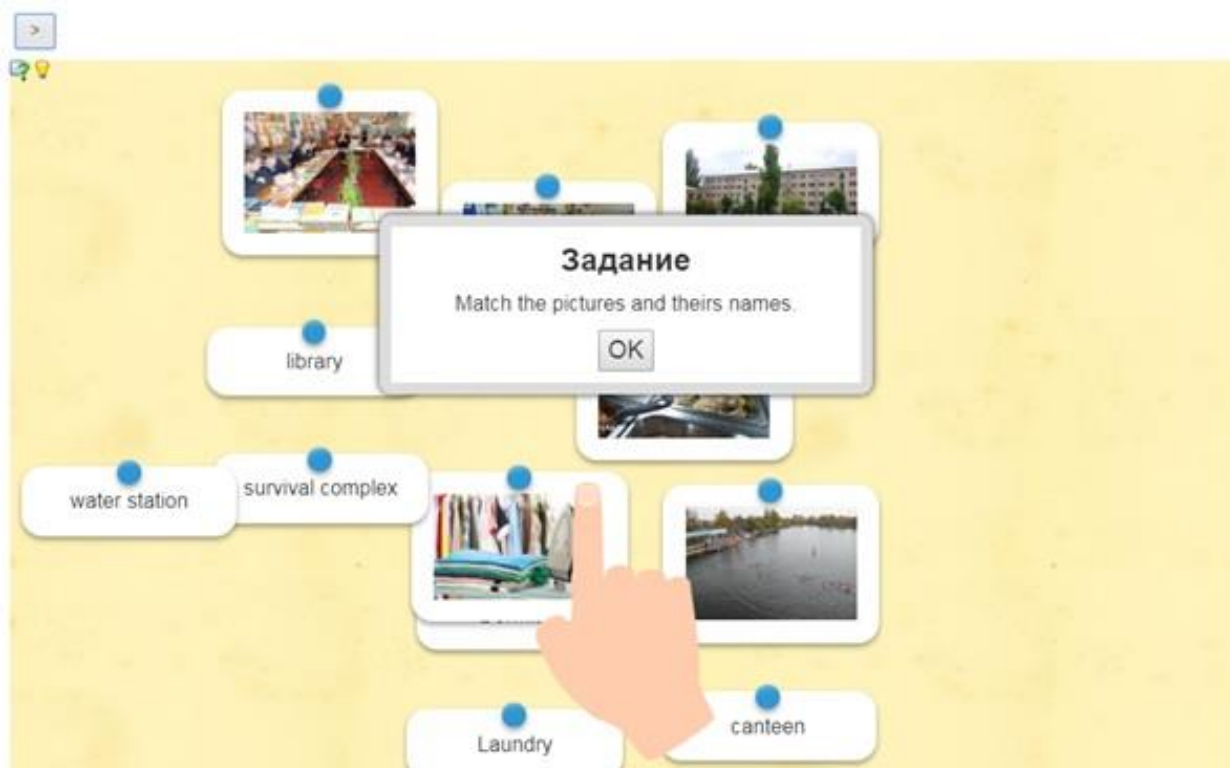 >
Задание
Match the pictures and theirs names.
OK
library
survival complex
water station
canteen
Laundry